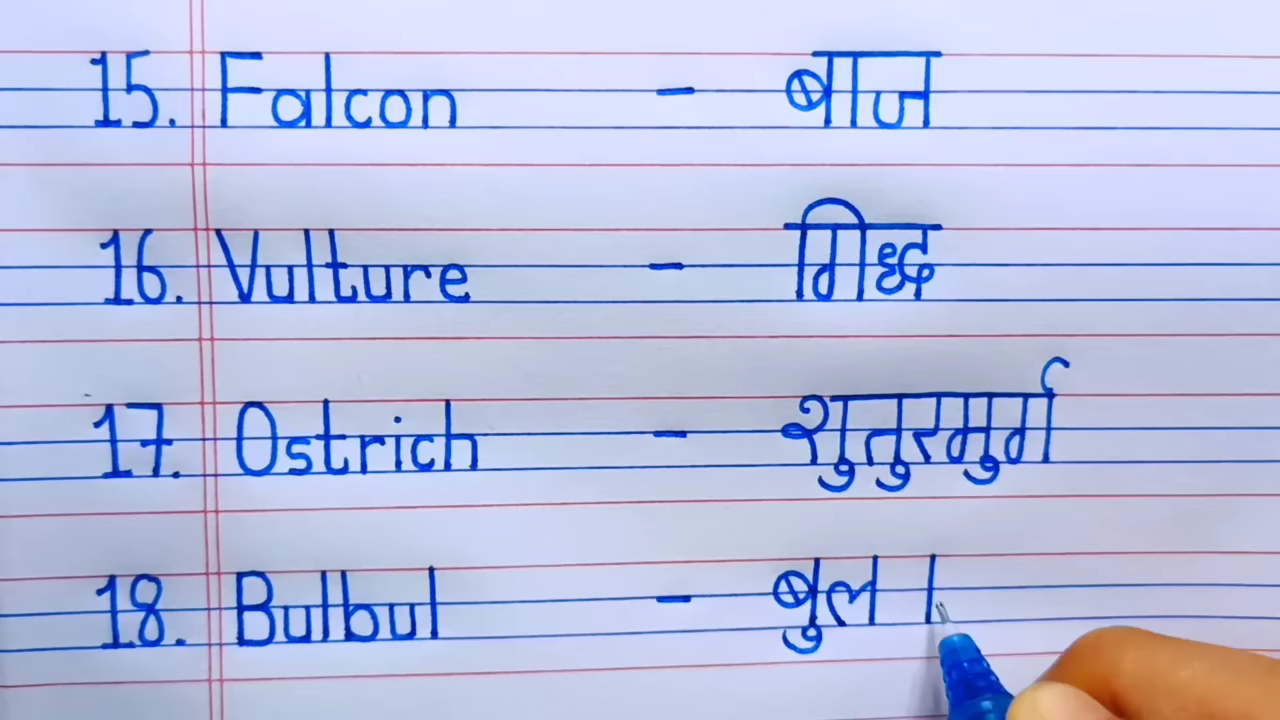 15. Falcon - बाज
16. Vulture - गिद्ध
17. Ostrich - शुतुरमुर्ग
18. Bulbul - बुल